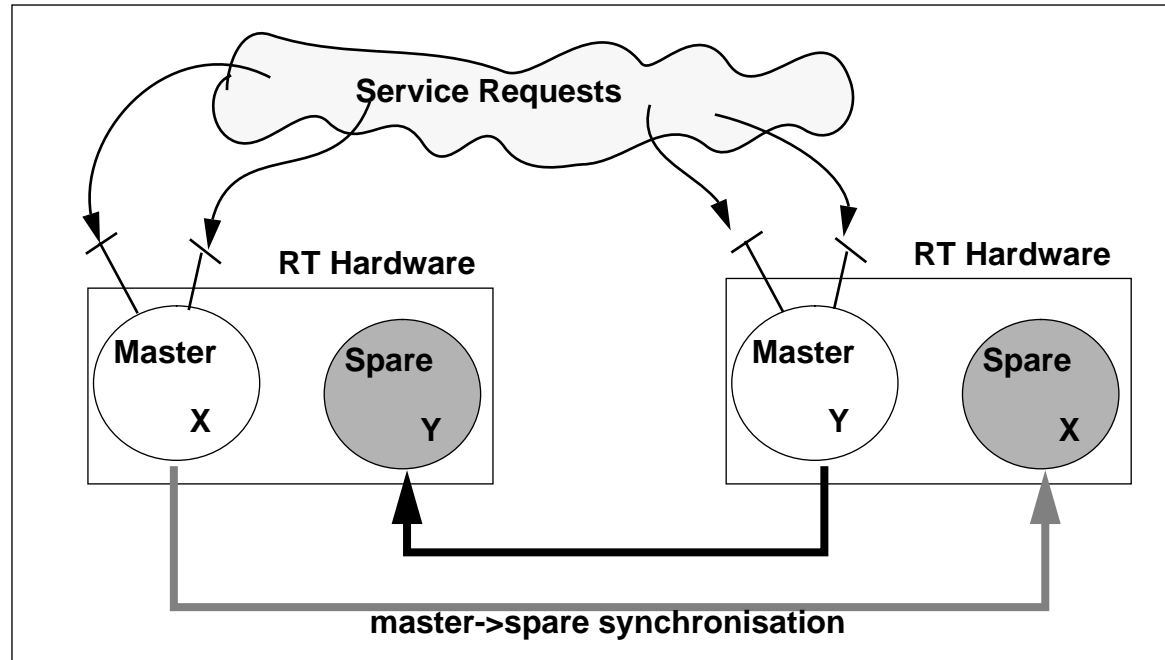 Service Requests
RT Hardware
RT Hardware
Master
X
Spare
Y
Master
Y
Spare
X
master->spare synchronisation